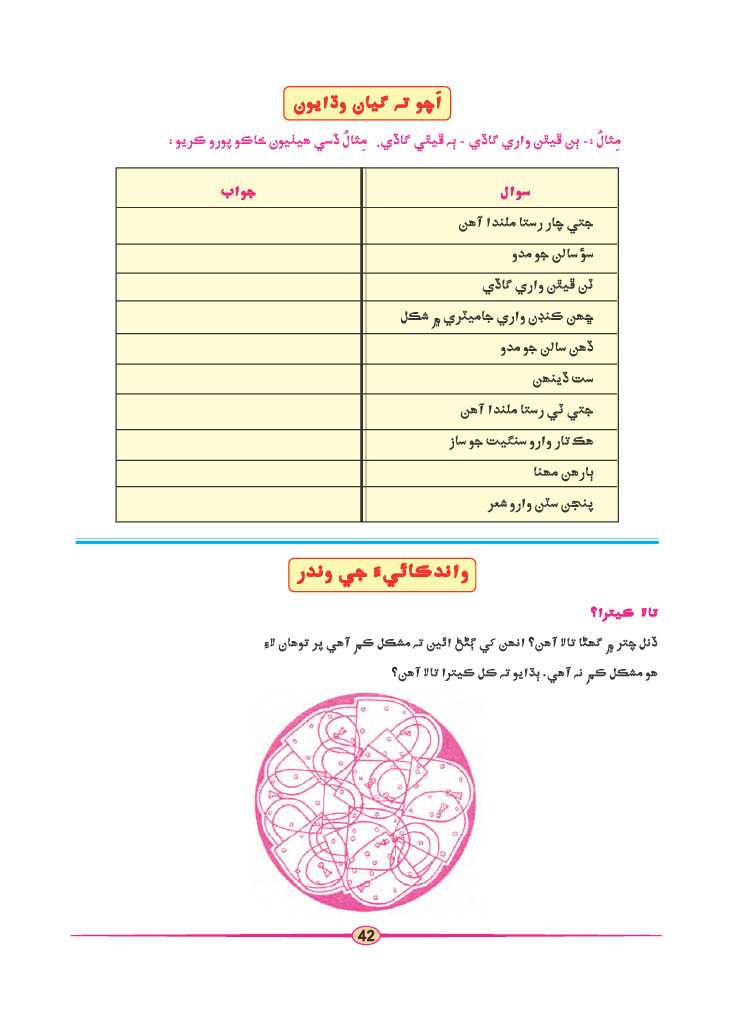 اَچو ته گيان وڌايون
مِثالُ :- ٻن ڦيٿن واري گاڏي - ٻه ڦيٿي گاڏي. مِثالُ ڏسي هيٺيون خاڪو پورو ڪريو :
سوال	جواب
جتي چار رستا ملندا آهن
سؤ سالن جو مدو
ٽن ڦيٿن واري گاڏي
ڇهن ڪنڊن واري جاميٽري ۾ شڪل
ڏهن سالن جو مدو
ست ڏينهن
جتي ٽي رستا ملندا آهن
هڪ تار وارو سنگيت جو ساز
ٻارهن مهنا
پنجن سٽن وارو شعر
واندڪائيءَ جي وندر
تالا ڪيترا؟
ڏنل چتر ۾ گهڻا تالا آهن؟ انهن کي ڳڻڻ ائين ته مشڪل ڪم آهي پر توهان لاءِ
هو مشڪل ڪم نه آهي. ٻڌايو ته ڪل ڪيترا تالا آهن؟
42